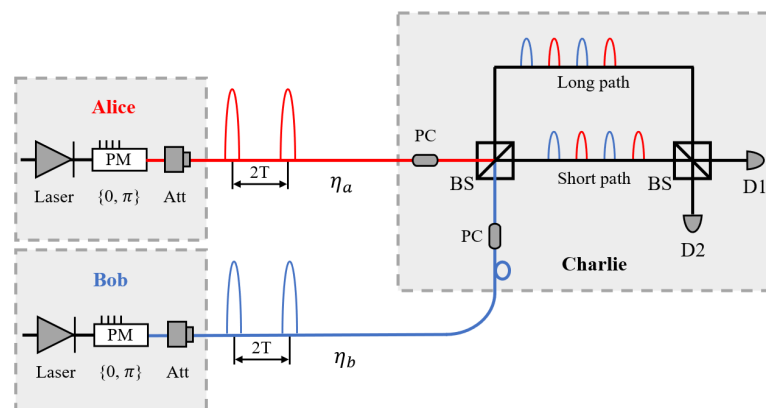 Alice
PM
Laser
{0, π}
Att
2T
η_a
Bob
PM
Laser
{0, π}
Att
2T
η_b
Long path
PC
BS
Short path
BS
D1
PC
D2
Charlie